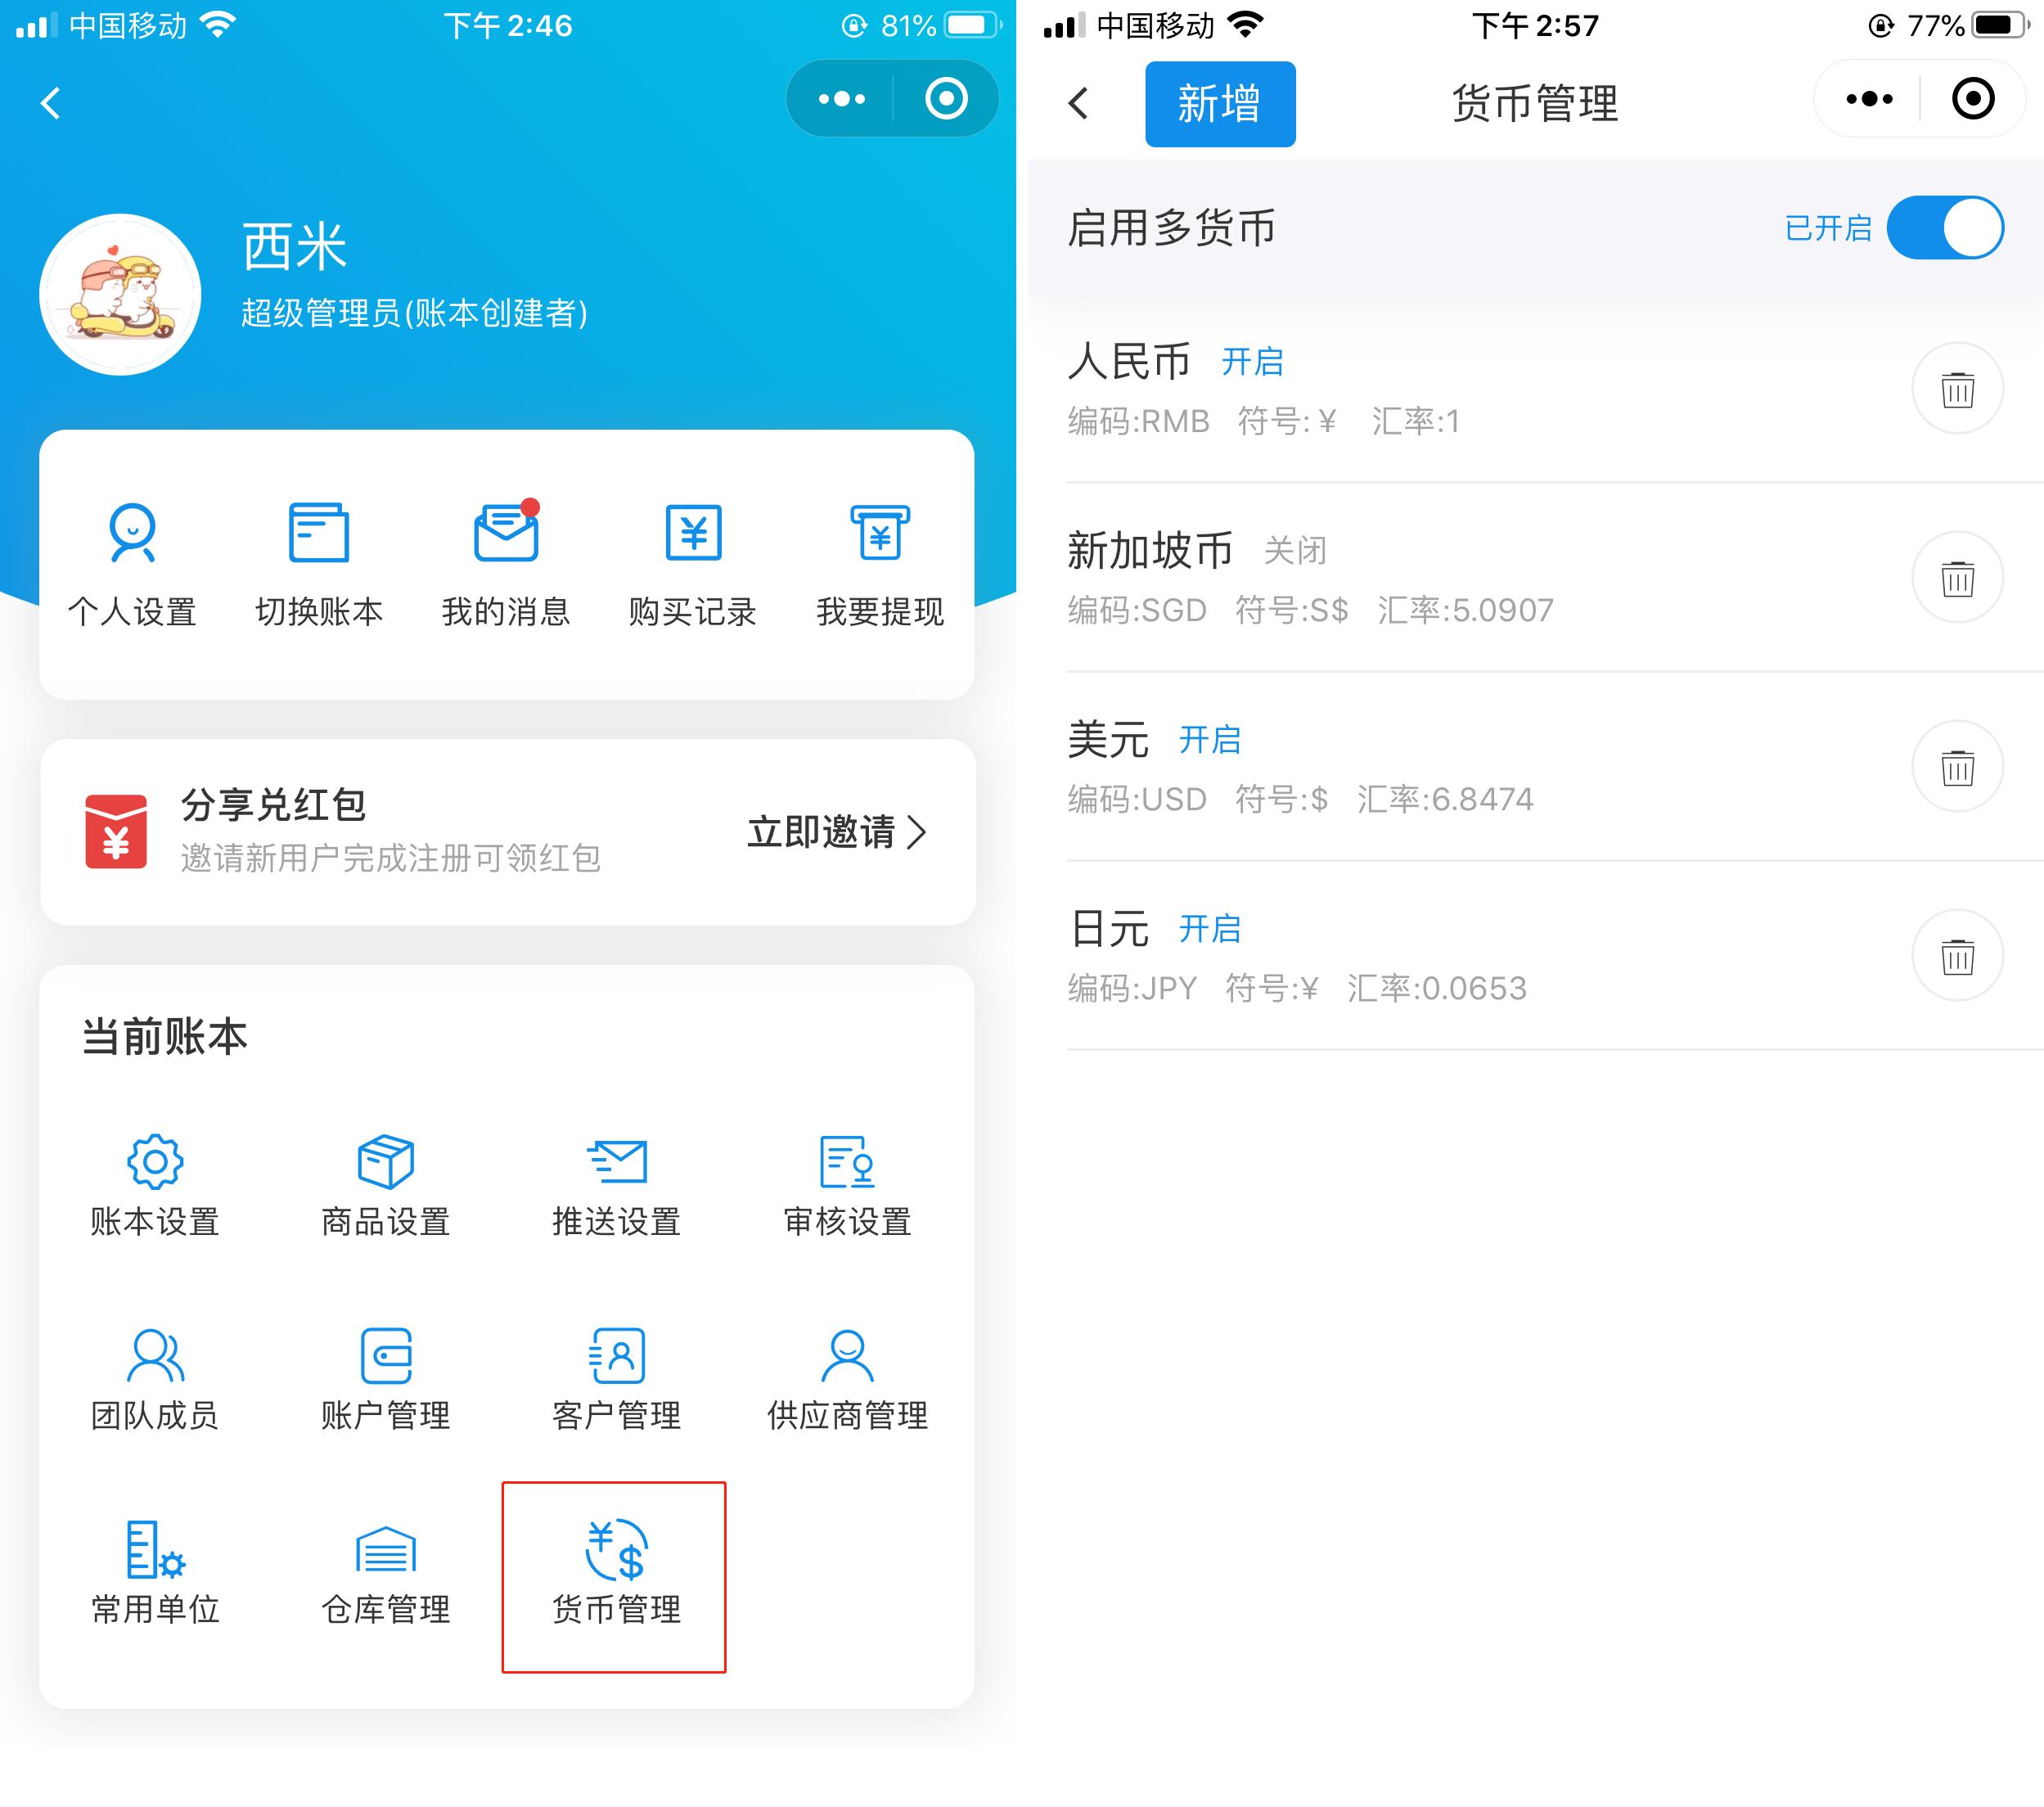 中国移动 下午 2:46 81%
西米
超级管理员(账本创建者)
个人设置 切换账本 我的消息 购买记录 我要提现
分享兑红包
邀请新用户完成注册可领红包
立即邀请
当前账本
账本设置 商品设置 推送设置 审核设置
团队成员 账户管理 客户管理 供应商管理
常用单位 仓库管理 货币管理
中国移动 下午 2:57 77%
新增 货币管理
启用多货币 已开启
人民币 开启
编码:RMB 符号:¥ 汇率:1
新加坡币 关闭
编码:SGD 符号:S$ 汇率:5.0907
美元 开启
编码:USD 符号:$ 汇率:6.8474
日元 开启
编码:JPY 符号:¥ 汇率:0.0653